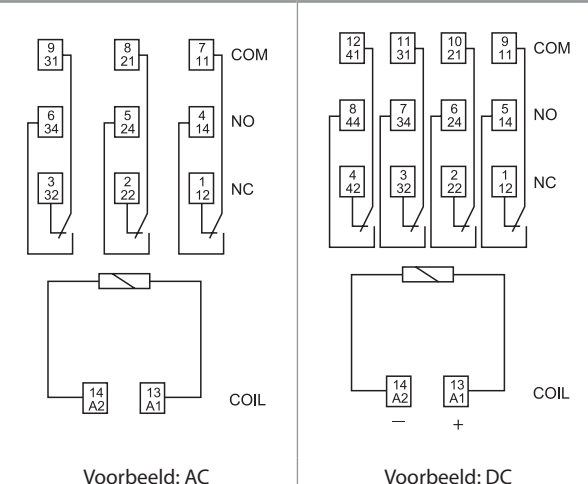 9 8 7 COM
31 21 11
6 5 4 NO
34 24 14
3 2 1 NC
32 22 12
14 13 COIL
A2 A1
Voorbeeld: AC
12 11 10 9 COM
41 31 21 11
8 7 6 5 NO
44 34 24 14
4 3 2 1 NC
42 32 22 12
14 13 COIL
A2 A1
– +
Voorbeeld: DC